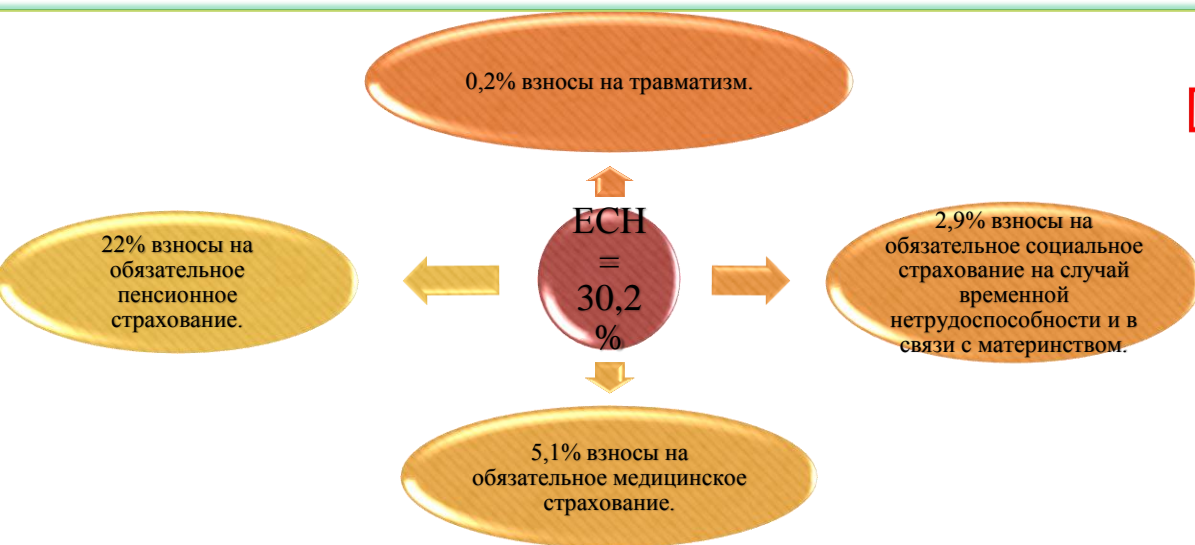 0,2% взносы на травматизм.
22% взносы на
обязательное
пенсионное
страхование.
ЕСН
=
30,2
%
2,9% взносы на
обязательное социальное
страхование на случай
временной
нетрудоспособности и в
связи с материнством.
5,1% взносы на
обязательное медицинское
страхование.